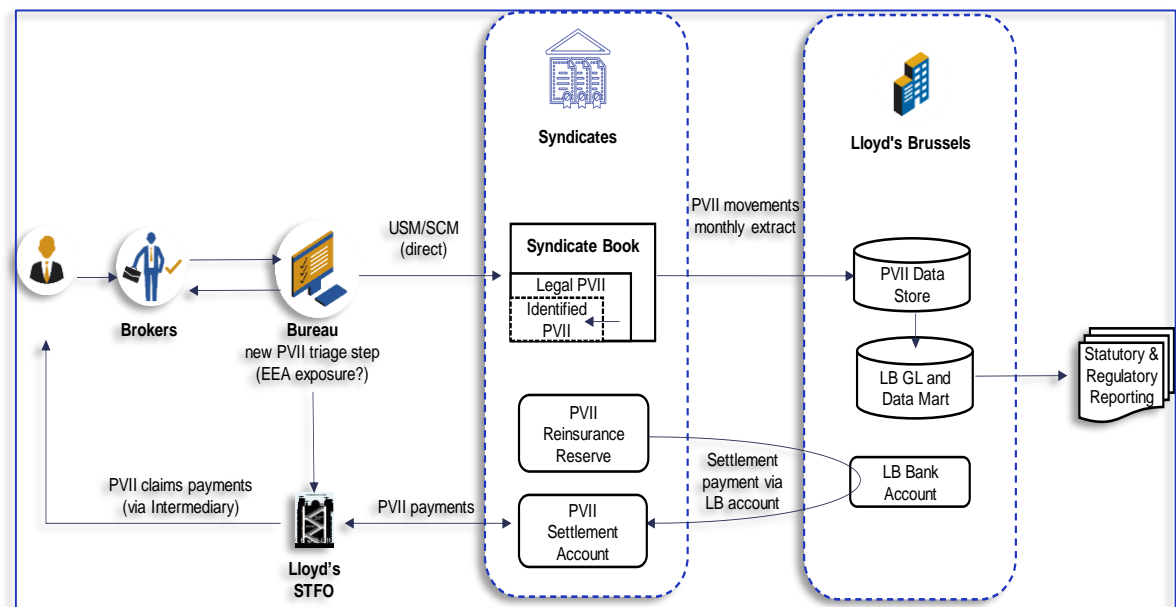 Syndicates
Lloyd's Brussels
USM/SCM
(direct)
PVII movements
monthly extract
Syndicate Book
Legal PVII
Identified
PVII
PVII Data
Store
Brokers
Bureau
new PVII triage step
(EEA exposure?)
LB GL and
Data Mart
Statutory &
Regulatory
Reporting
PVII
Reinsurance
Reserve
Settlement
payment via
LB account
LB Bank
Account
PVII claims payments
(via Intermediary)
PVII payments
PVII
Settlement
Account
Lloyd's
STFO